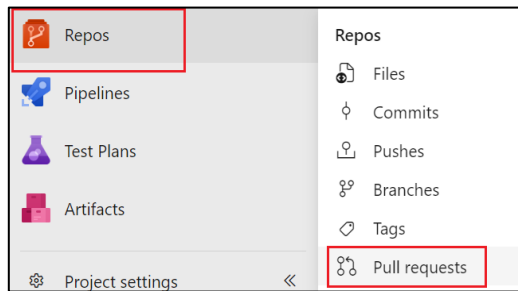 Repos
Pipelines
Test Plans
Artifacts
Project settings
Repos
Files
Commits
Pushes
Branches
Tags
Pull requests